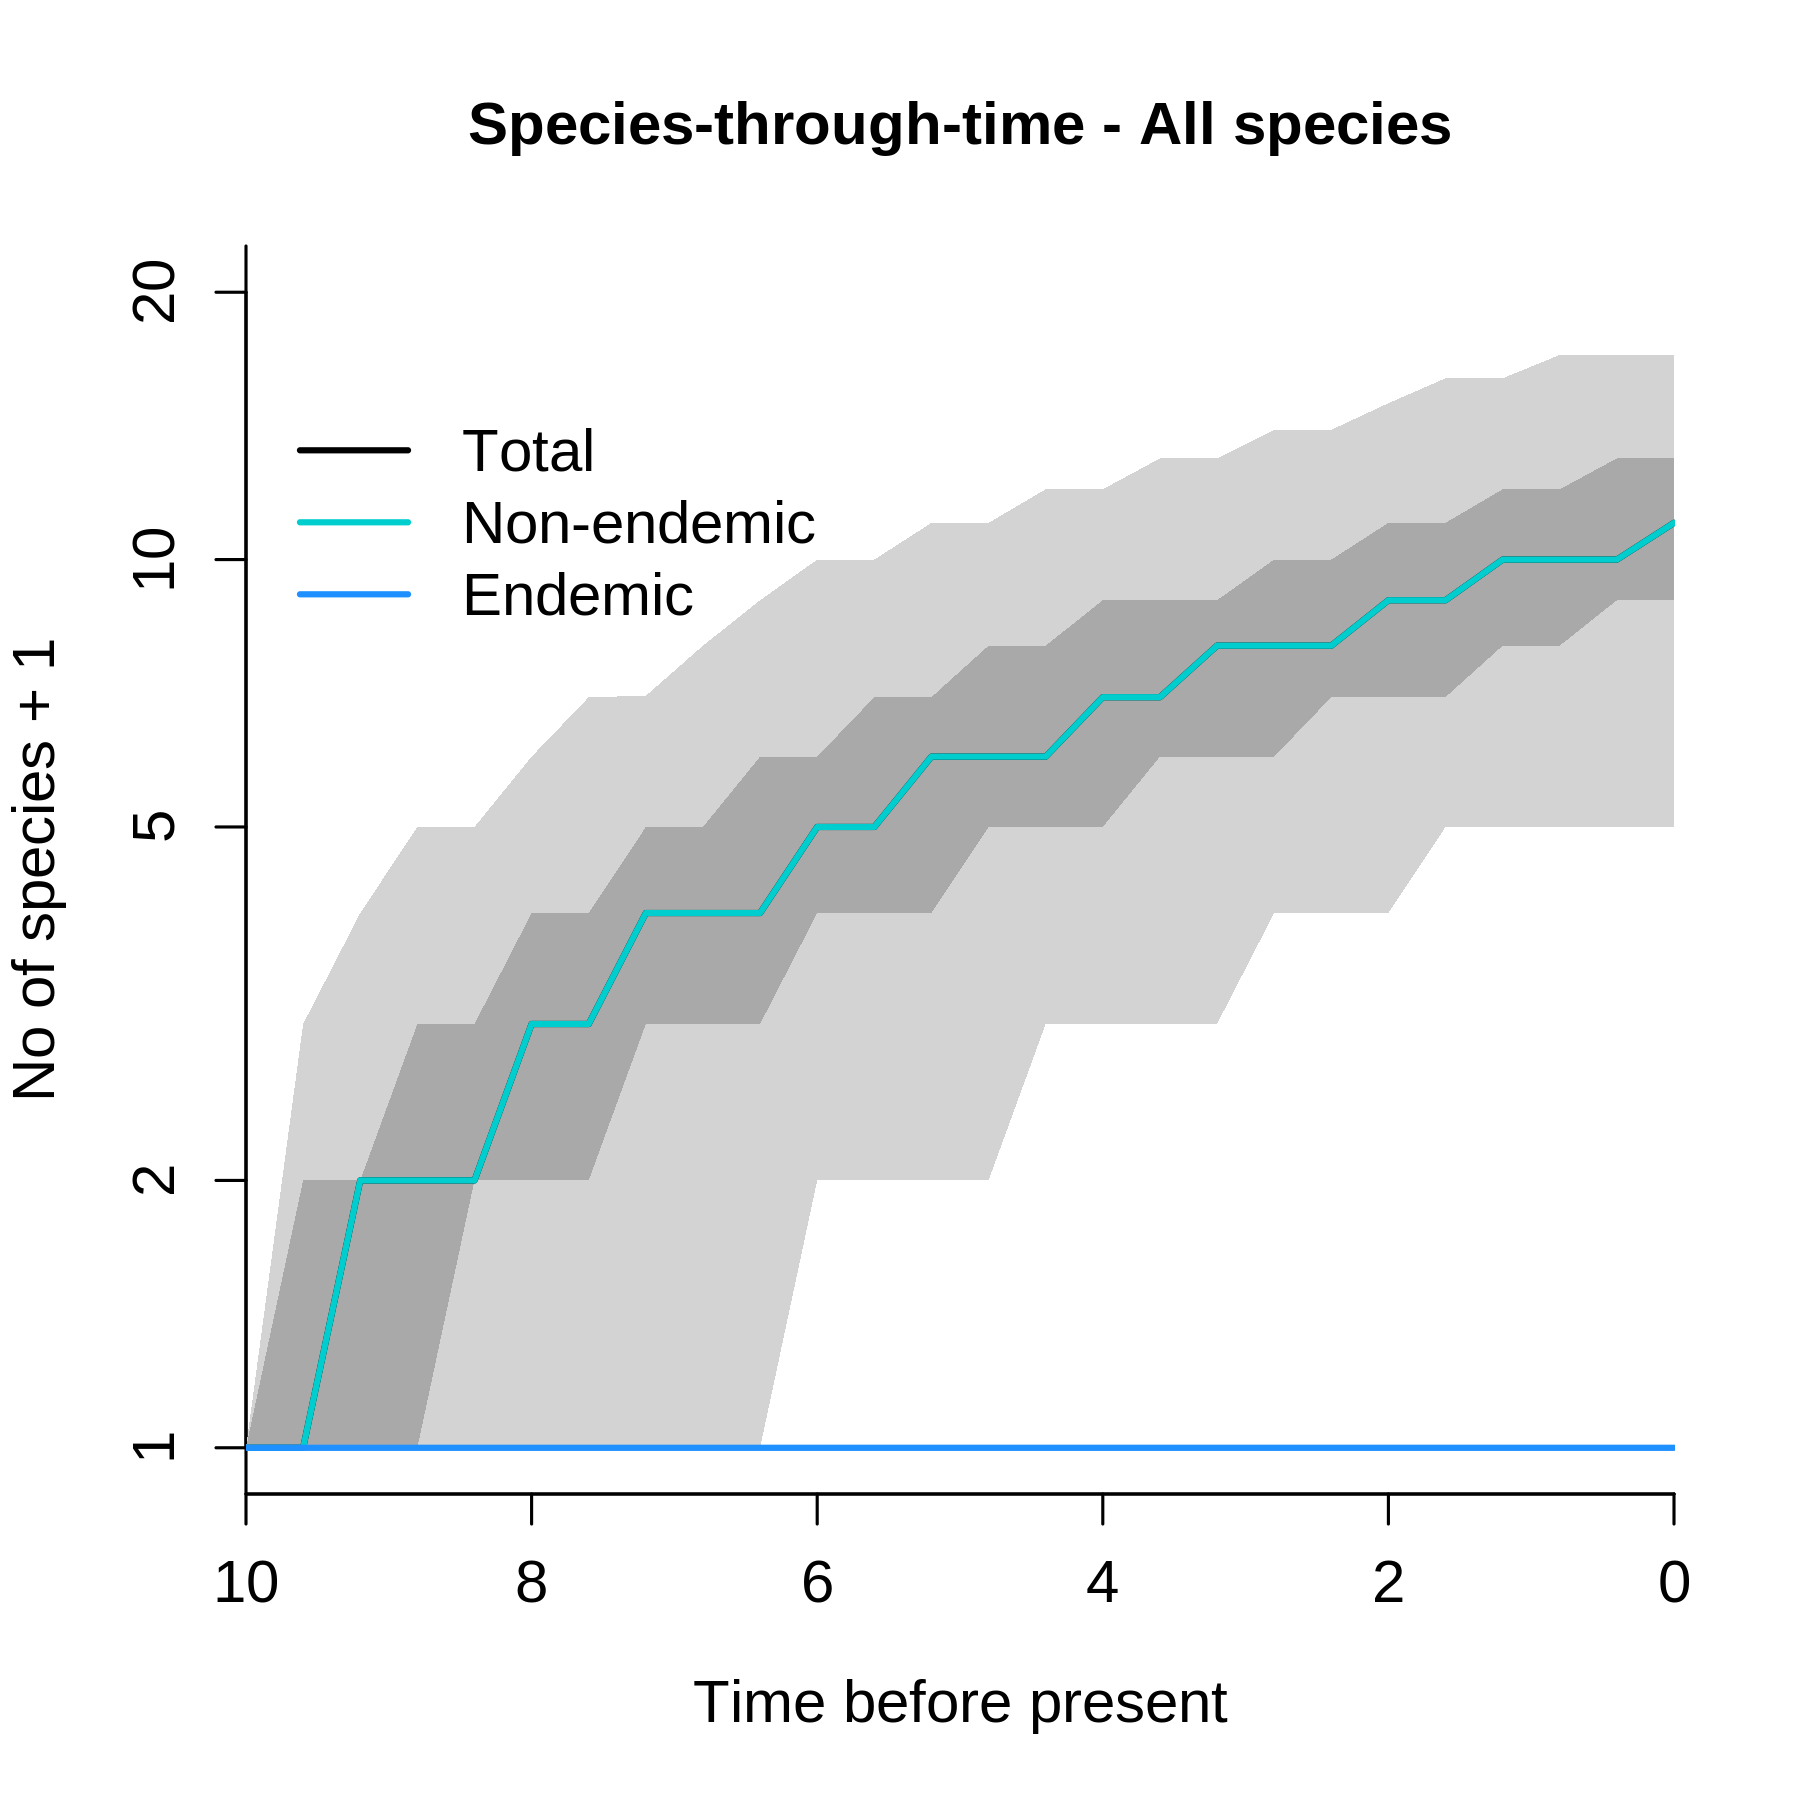 Species-through-time - All species
20
10
5
2
1
No of species + 1
Total
Non-endemic
Endemic
10 8 6 4 2 0
Time before present